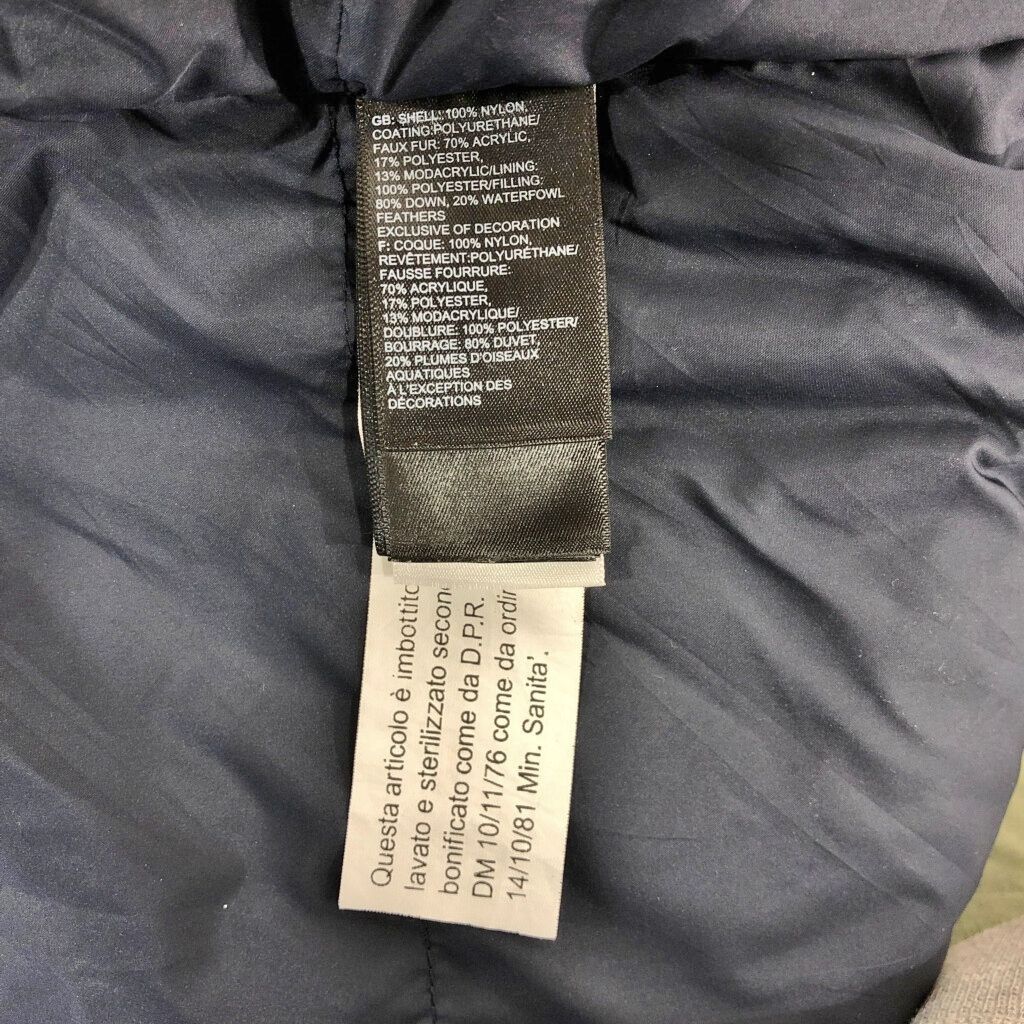 GB: SHELL: 100% NYLON,
COATING:POLYURETHANE/
FAUX FUR: 70% ACRYLIC,
17% POLYESTER,
13% MODACRYLIC/LINING:
100% POLYESTER/FILLING:
80% DOWN, 20% WATERFOWL
FEATHERS
EXCLUSIVE OF DECORATION
F: COQUE: 100% NYLON,
REVÊTEMENT:POLYURÉTHANE/
FAUSSE FOURRURE:
70% ACRYLIQUE,
17% POLYESTER,
13% MODACRYLIQUE/
DOUBLURE: 100% POLYESTER/
BOURRAGE: 80% DUVET,
20% PLUMES D'OISEAUX
AQUATIQUES
À L'EXCEPTION DES
DÉCORATIONS
Questa articolo è imbottito
lavato e sterilizzato secon
bonificato come da D.P.R.
DM 10/11/76 come da ordin
14/10/81 Min. Sanita'.